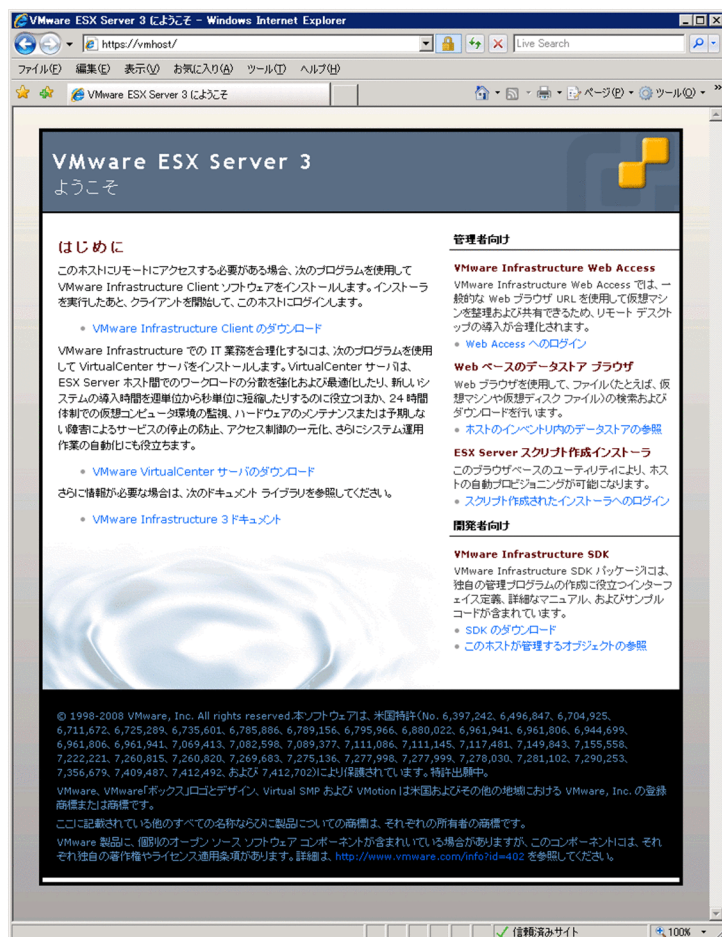 VMware ESX Server 3 にようこそ - Windows Internet Explorer
https://vmhost/
Live Search
ファイル(F) 編集(E) 表示(V) お気に入り(A) ツール(T) ヘルプ(H)
VMware ESX Server 3 にようこそ
ページ(P) ツール(O)
VMware ESX Server 3
ようこそ
はじめに
このホストにリモートにアクセスする必要がある場合、次のプログラムを使用して
VMware Infrastructure Client ソフトウェアをインストールします。インストーラ
を実行したあと、クライアントを開始して、このホストにログインします。
VMware Infrastructure Client のダウンロード
VMware Infrastructure での IT 業務を合理化するには、次のプログラムを使用
して VirtualCenter サーバをインストールします。VirtualCenter サーバは、
ESX Server ホスト間でのワークロードの分散を強化および最適化したり、新しいシ
ステムの導入時間を週単位から秒単位に短縮したりするのに役立つほか、24 時間
体制での仮想コンピュータ環境の監視、ハードウェアのメンテナンスまたは予期しな
い障害によるサービスの停止の防止、アクセス制御の一元化、さらにシステム運用
作業の自動化にも役立ちます。
VMware VirtualCenter サーバのダウンロード
さらに情報が必要な場合は、次のドキュメント ライブラリを参照してください。
VMware Infrastructure 3 ドキュメント
管理者向け
VMware Infrastructure Web Access
VMware Infrastructure Web Access では、一
般的な Web ブラウザ URL を使用して仮想マシ
ンを整理および共有できるため、リモート デスクト
ップの導入が合理化されます。
Web Access へのログイン
Web ベースのデータストア ブラウザ
Web ブラウザを使用して、ファイル(たとえば、仮
想マシンや仮想ディスク ファイル)の検索および
ダウンロードを行います。
ホストのインベントリ内のデータストアの参照
ESX Server スクリプト作成インストーラ
このブラウザベースのユーティリティにより、ホス
トの自動プロビジョニングが可能になります。
スクリプト作成されたインストーラへのログイン
開発者向け
VMware Infrastructure SDK
VMware Infrastructure SDK パッケージには、
独自の管理プログラムの作成に役立つインターフ
ェイス定義、詳細なマニュアル、およびサンプル
コードが含まれています。
SDK のダウンロード
このホストが管理するオブジェクトの参照
© 1998-2008 VMware, Inc. All rights reserved.本ソフトウェアは、米国特許(No. 6,397,242、6,496,847、6,704,925、
6,711,672、6,725,289、6,735,601、6,785,886、6,789,156、6,795,966、6,880,022、6,961,941、6,961,806、6,944,699、
6,961,806、6,961,941、7,069,413、7,082,598、7,089,377、7,111,086、7,111,145、7,117,481、7,149,843、7,155,558、
7,222,221、7,260,815、7,260,820、7,269,683、7,275,136、7,277,998、7,277,999、7,278,030、7,281,102、7,290,253、
7,356,679、7,409,487、7,412,492、および 7,412,702)により保護されています。特許出願中。
VMware、VMware「ボックス」ロゴとデザイン、Virtual SMP および VMotion は米国およびその他の地域における VMware, Inc. の登録
商標または商標です。
ここに記載されている他のすべての名称ならびに製品についての商標は、それぞれの所有者の商標です。
VMware 製品に、個別のオープン ソース ソフトウェア コンポーネントが含まれいている場合がありますが、このコンポーネントには、それ
ぞれ独自の著作権やライセンス適用条項があります。詳細は、http://www.vmware.com/info?id=402 を参照してください。
信頼済みサイト 100%